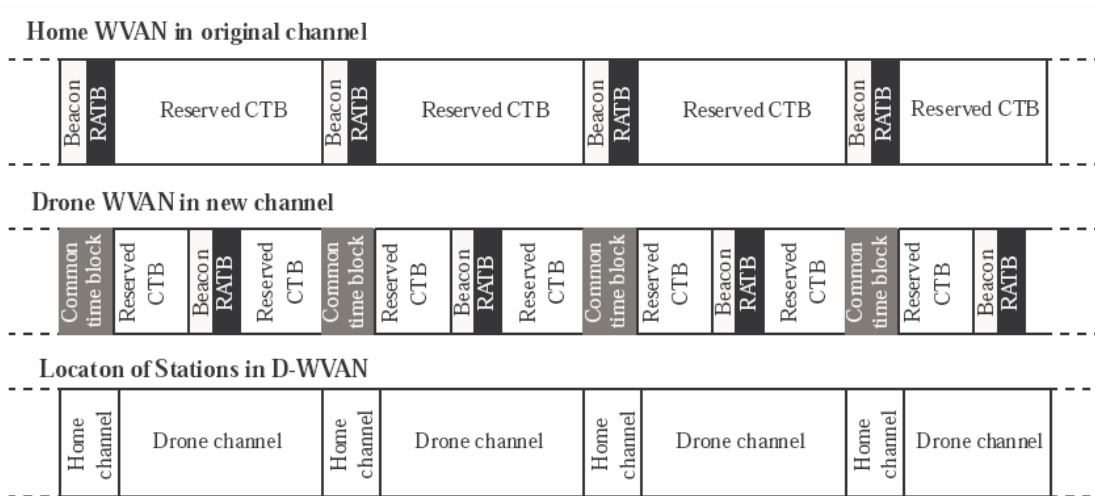 Home WVAN in original channel
Beacon
RATB
Reserved CTB
Beacon
RATB
Reserved CTB
Beacon
RATB
Reserved CTB
Beacon
RATB
Reserved CTB
Drone WVAN in new channel
Common
time block
Reserved
CTB
Beacon
RATB
Reserved
CTB
Common
time block
Reserved
CTB
Beacon
RATB
Reserved
CTB
Common
time block
Reserved
CTB
Beacon
RATB
Reserved
CTB
Common
time block
Reserved
CTB
Beacon
RATB
Locaton of Stations in D-WVAN
Home
channel
Drone channel
Home
channel
Drone channel
Home
channel
Drone channel
Home
channel
Drone channel